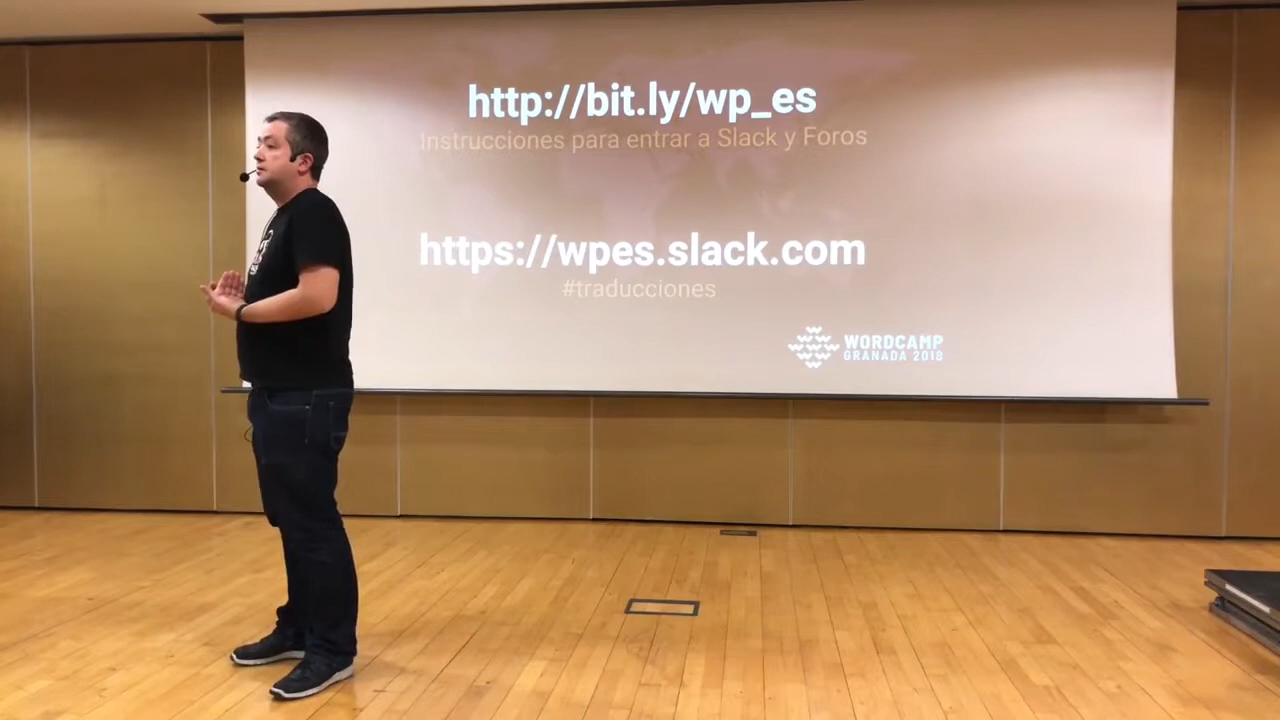 http://bit.ly/wp_es
Instrucciones para entrar a Slack y Foros
https://wpes.slack.com
#traducciones
WORDCAMP
GRANADA 2018